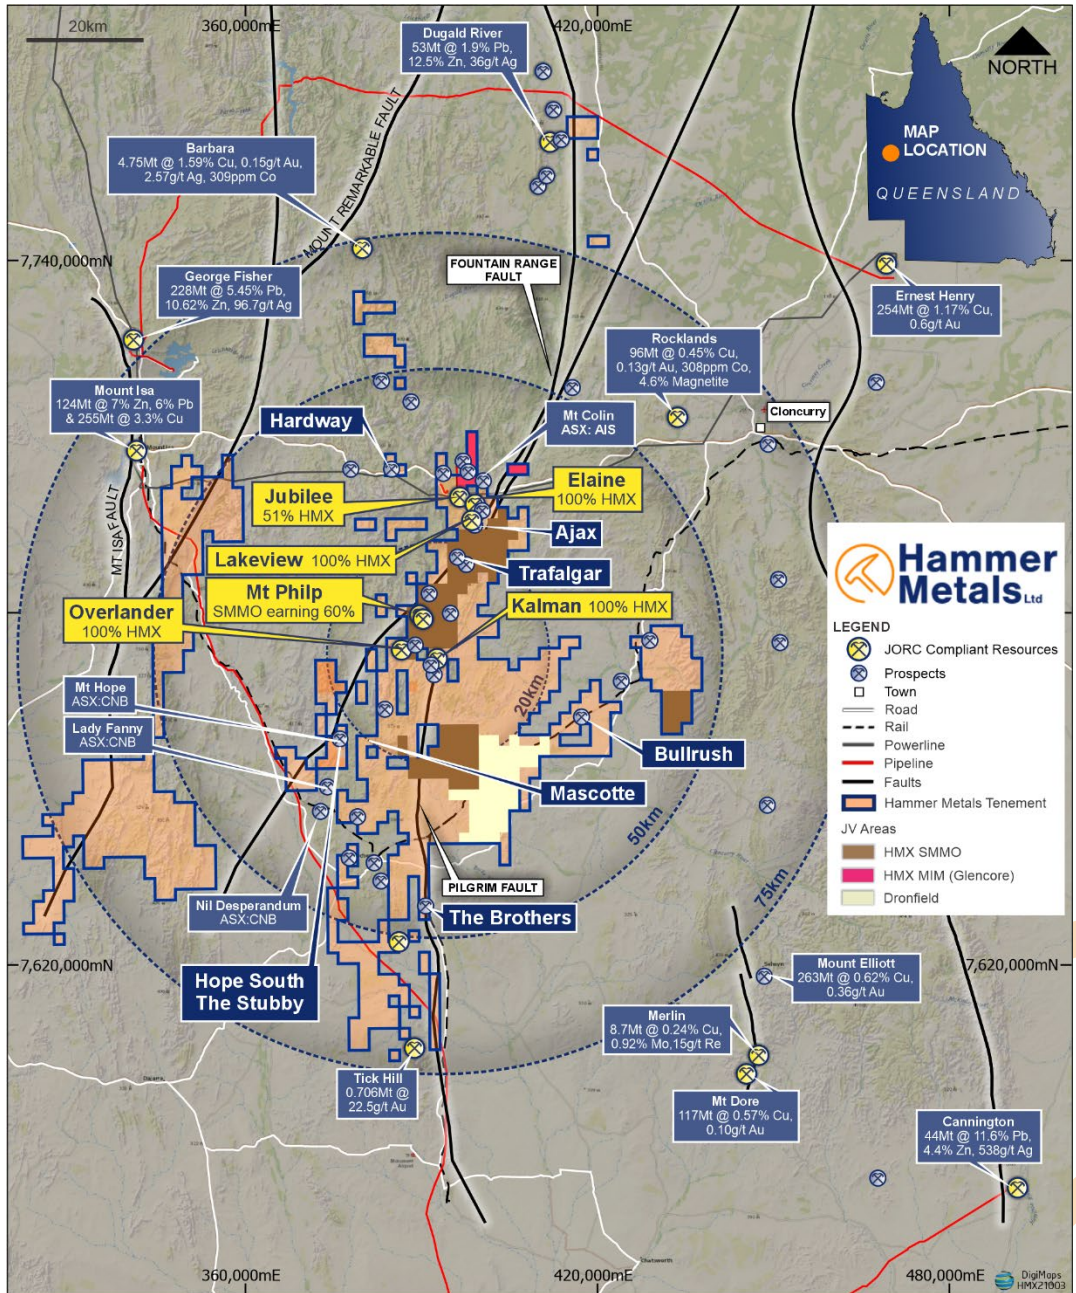 20km
360,000mE
420,000mE
Dugald River
53Mt @ 1.9% Pb,
12.5% Zn, 36g/t Ag
NORTH
MAP
LOCATION
QUEENSLAND
Barbara
4.75Mt @ 1.59% Cu, 0.15g/t Au,
2.57g/t Ag, 309ppm Co
MOUNT REMARKABLE FAULT
7,740,000mN
FOUNTAIN RANGE
FAULT
George Fisher
228Mt @ 5.45% Pb,
10.62% Zn, 96.7g/t Ag
Ernest Henry
254Mt @ 1.17% Cu,
0.6g/t Au
Rocklands
96Mt @ 0.45% Cu,
0.13g/t Au, 308ppm Co,
4.6% Magnetite
Mount Isa
124Mt @ 7% Zn, 6% Pb
& 255Mt @ 3.3% Cu
Hardway
Mt Colin
ASX: AIS
Cloncurry
MT ISA FAULT
Jubilee
51% HMX
Elaine
100% HMX
Ajax
Lakeview 100% HMX
Trafalgar
Mt Philp
SMMO earning 60%
Kalman 100% HMX
Overlander
100% HMX
Hammer
Metals Ltd
LEGEND
JORC Compliant Resources
Prospects
Town
Road
Rail
Powerline
Pipeline
Faults
Hammer Metals Tenement
JV Areas
HMX SMMO
HMX MIM (Glencore)
Dronfield
Mt Hope
ASX:CNB
Lady Fanny
ASX:CNB
20km
Bullrush
Mascotte
50km
75km
PILGRIM FAULT
Nil Desperandum
ASX:CNB
The Brothers
7,620,000mN
7,620,000mN
Hope South
The Stubby
Selwyn
Mount Elliott
263Mt @ 0.62% Cu,
0.36g/t Au
Merlin
8.7Mt @ 0.24% Cu,
0.92% Mo,15g/t Re
Tick Hill
0.706Mt @
22.5g/t Au
Mt Dore
117Mt @ 0.57% Cu,
0.10g/t Au
Cannington
44Mt @ 11.6% Pb,
4.4% Zn, 538g/t Ag
360,000mE
420,000mE
480,000mE
DigiMaps
HMX21003